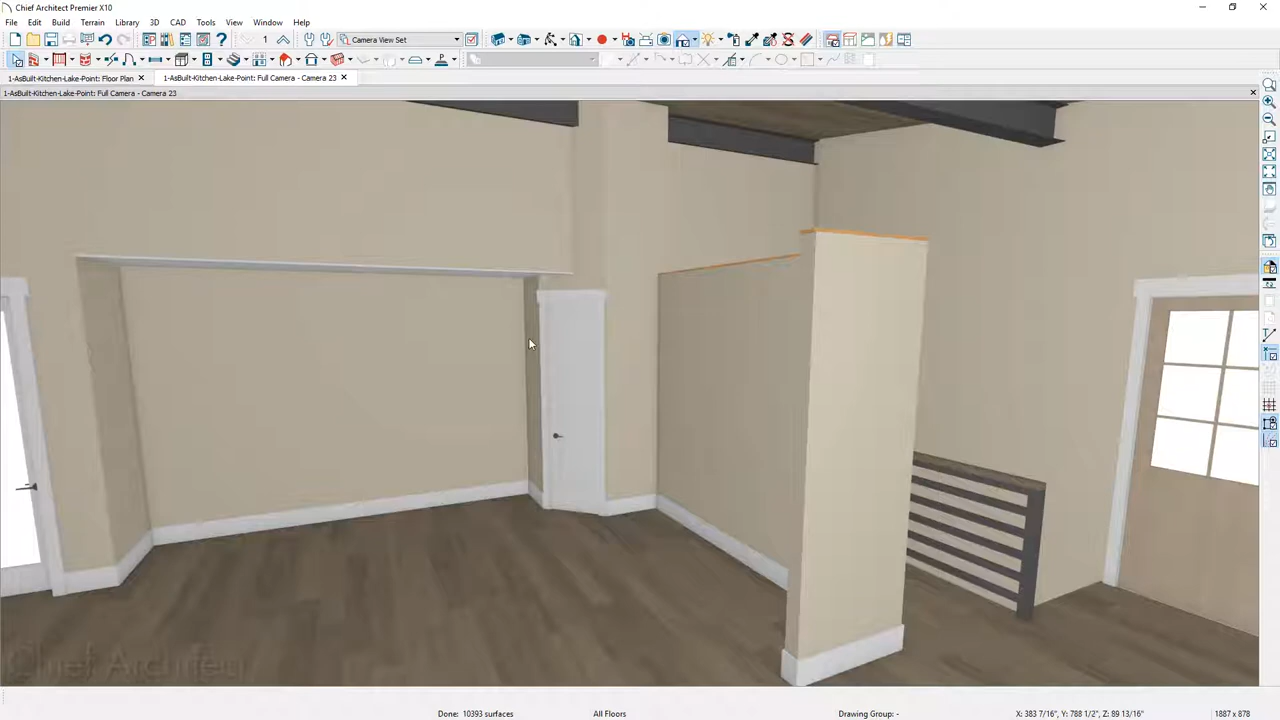 Chief Architect Premier X10
File Edit Build Terrain Library 3D CAD Tools View Window Help
1 Camera View Set
1-AsBuilt-Kitchen-Lake-Point: Floor Plan 1-AsBuilt-Kitchen-Lake-Point: Full Camera - Camera 23
1-AsBuilt-Kitchen-Lake-Point: Full Camera - Camera 23
Chief Architect
Done: 10393 surfaces All Floors Drawing Group: - X: 383 7/16", Y: 788 1/2", Z: 89 13/16" 1887 x 878